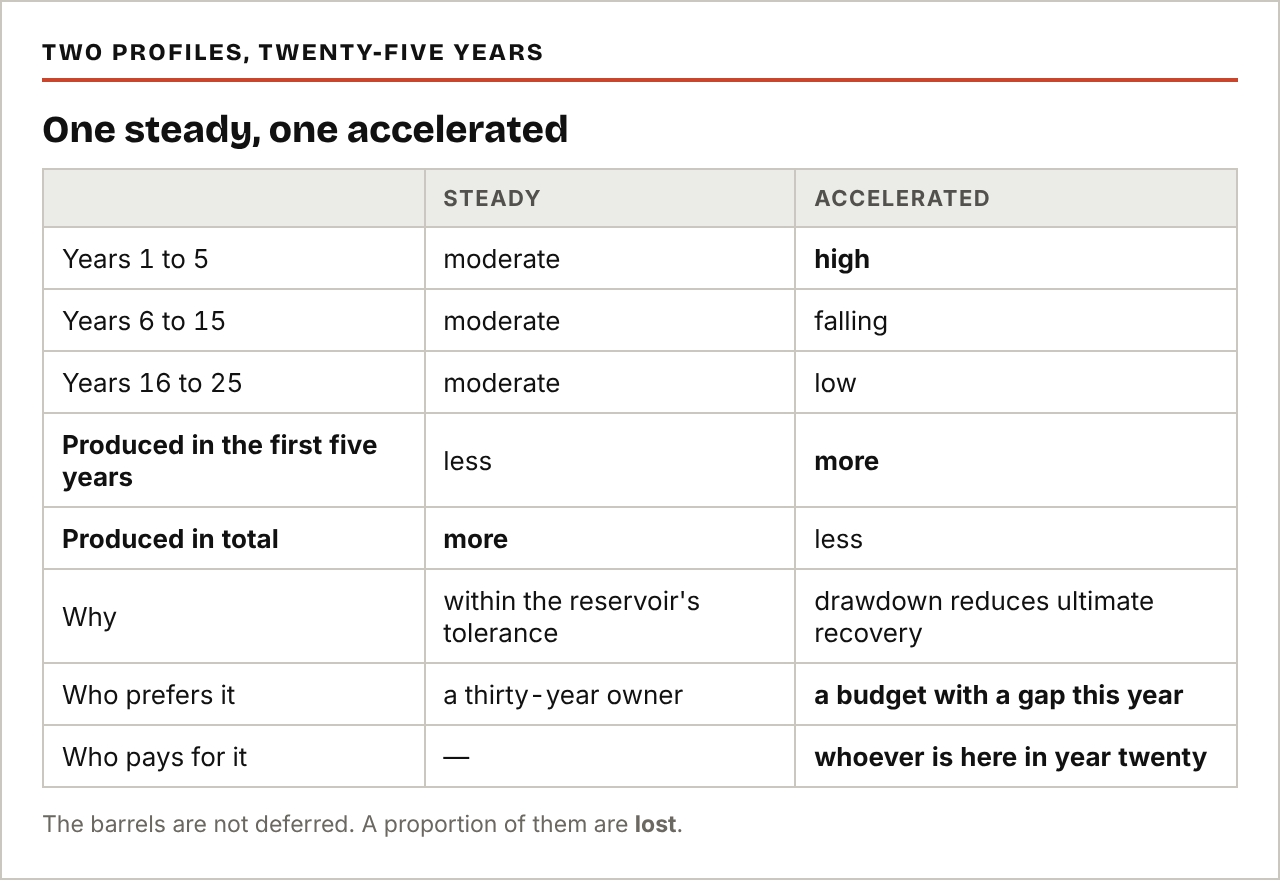 TWO PROFILES, TWENTY-FIVE YEARS
One steady, one accelerated
STEADY ACCELERATED
Years 1 to 5 moderate high
Years 6 to 15 moderate falling
Years 16 to 25 moderate low
Produced in the first five
years less more
Produced in total more less
Why within the reservoir's drawdown reduces ultimate
tolerance recovery
Who prefers it a thirty-year owner a budget with a gap this year
Who pays for it — whoever is here in year twenty
The barrels are not deferred. A proportion of them are lost.